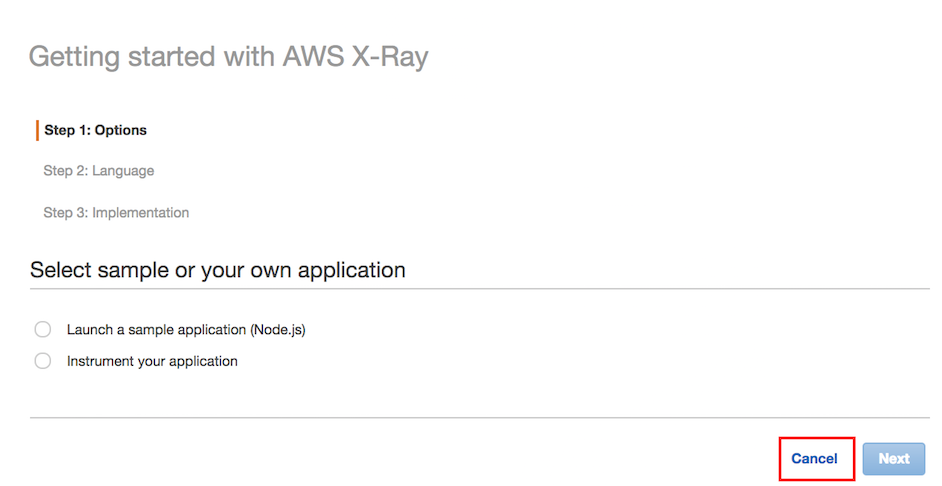 Getting started with AWS X-Ray
Step 1: Options
Step 2: Language
Step 3: Implementation
Select sample or your own application
Launch a sample application (Node.js)
Instrument your application
Cancel
Next